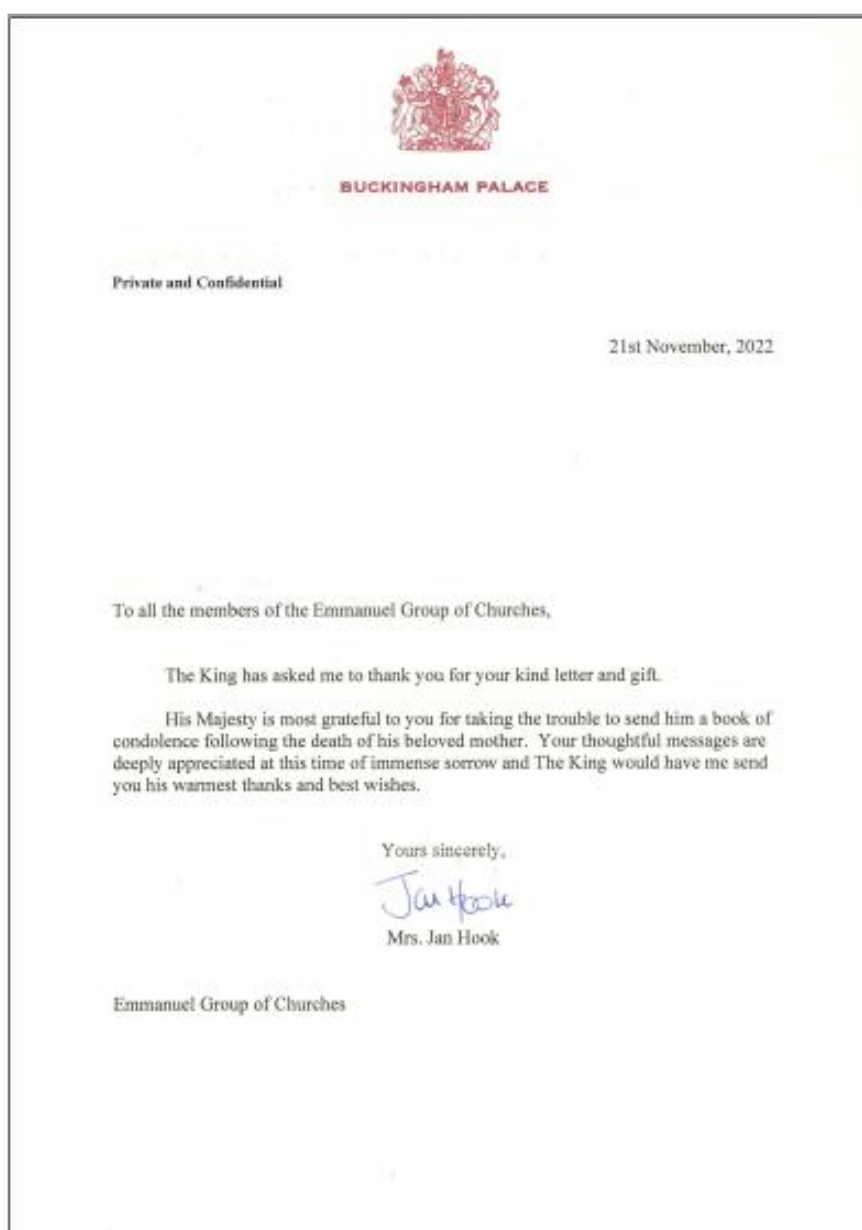 BUCKINGHAM PALACE
Private and Confidential
21st November, 2022
To all the members of the Emmanuel Group of Churches,
The King has asked me to thank you for your kind letter and gift.
His Majesty is most grateful to you for taking the trouble to send him a book of
condolence following the death of his beloved mother. Your thoughtful messages are
deeply appreciated at this time of immense sorrow and The King would have me send
you his warmest thanks and best wishes.
Yours sincerely,
Jan Hook
Mrs. Jan Hook
Emmanuel Group of Churches